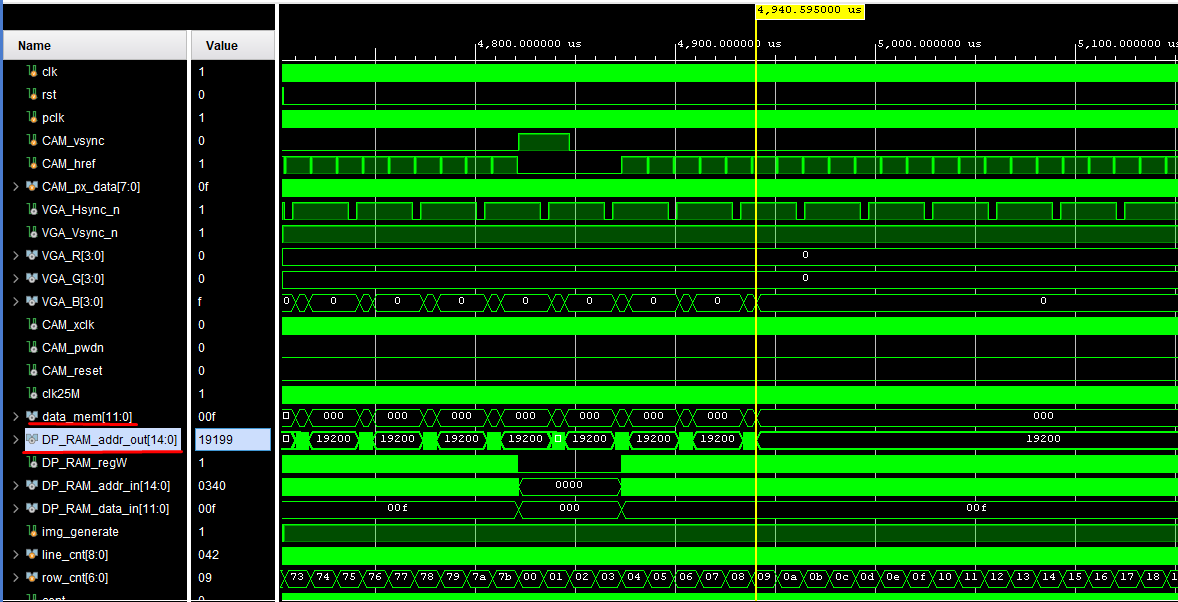 4,940.595000 us
Name Value 4,800.000000 us 4,900.000000 us 5,000.000000 us 5,100.000000 us
clk 1
rst 0
pclk 1
CAM_vsync 0
CAM_href 1
CAM_px_data[7:0] 0f
VGA_Hsync_n 1
VGA_Vsync_n 1
VGA_R[3:0] 0 0
VGA_G[3:0] 0 0
VGA_B[3:0] f 0 0 0 0 0 0 0 0 0
CAM_xclk 0
CAM_pwdn 0
CAM_reset 0
clk25M 1
data_mem[11:0] 00f 000 000 000 000 000 000 000 000
DP_RAM_addr_out[14:0] 19199 19200 19200 19200 19200 19200 19200 19200 19200
DP_RAM_regW 1
DP_RAM_addr_in[14:0] 0340 0000
DP_RAM_data_in[11:0] 00f 00f 000 00f
img_generate 1
line_cnt[8:0] 042
row_cnt[6:0] 09 73 74 75 76 77 78 79 7a 7b 00 01 02 03 04 05 06 07 08 09 0a 0b 0c 0d 0e 0f 10 11 12 13 14 15 16 17 18